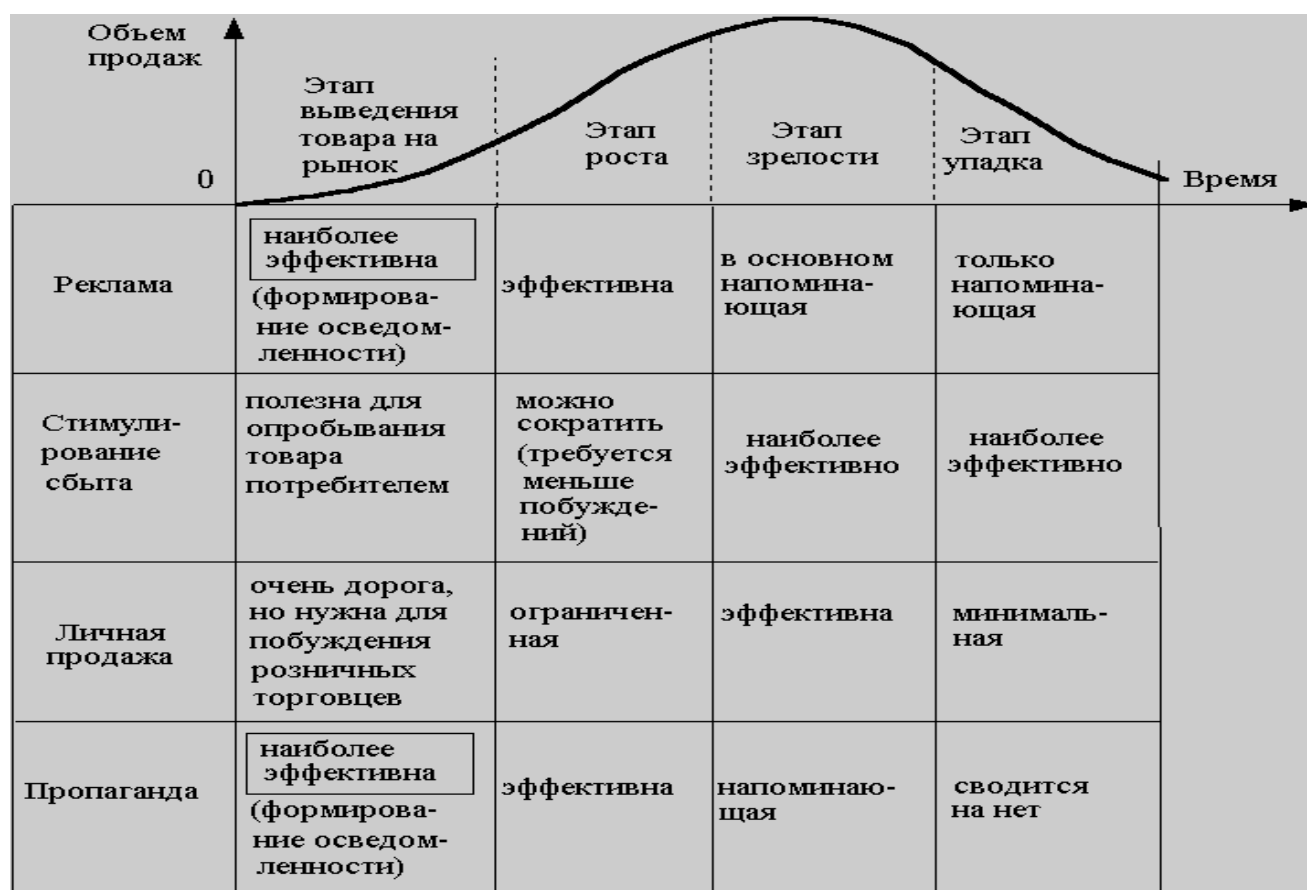 Объем
продаж
Этап
выведения
товара на
рынок
Этап
роста
Этап
зрелости
Этап
упадка
0
Время
Реклама
наиболее
эффективна
(формирова-
ние осведом-
ленности)
эффективна
в основном
напомина-
ющая
только
напомина-
ющая
Стимули-
рование
сбыта
полезна для
опробывания
товара
потребителем
можно
сократить
(требуется
меньше
побужде-
ний)
наиболее
эффективно
наиболее
эффективно
Личная
продажа
очень дорога,
но нужна для
побуждения
розничных
торговцев
ограничен-
ная
эффективна
минималь-
ная
Пропаганда
наиболее
эффективна
(формирова-
ние осведом-
ленности)
эффективна
напоминаю-
щая
сводится
на нет